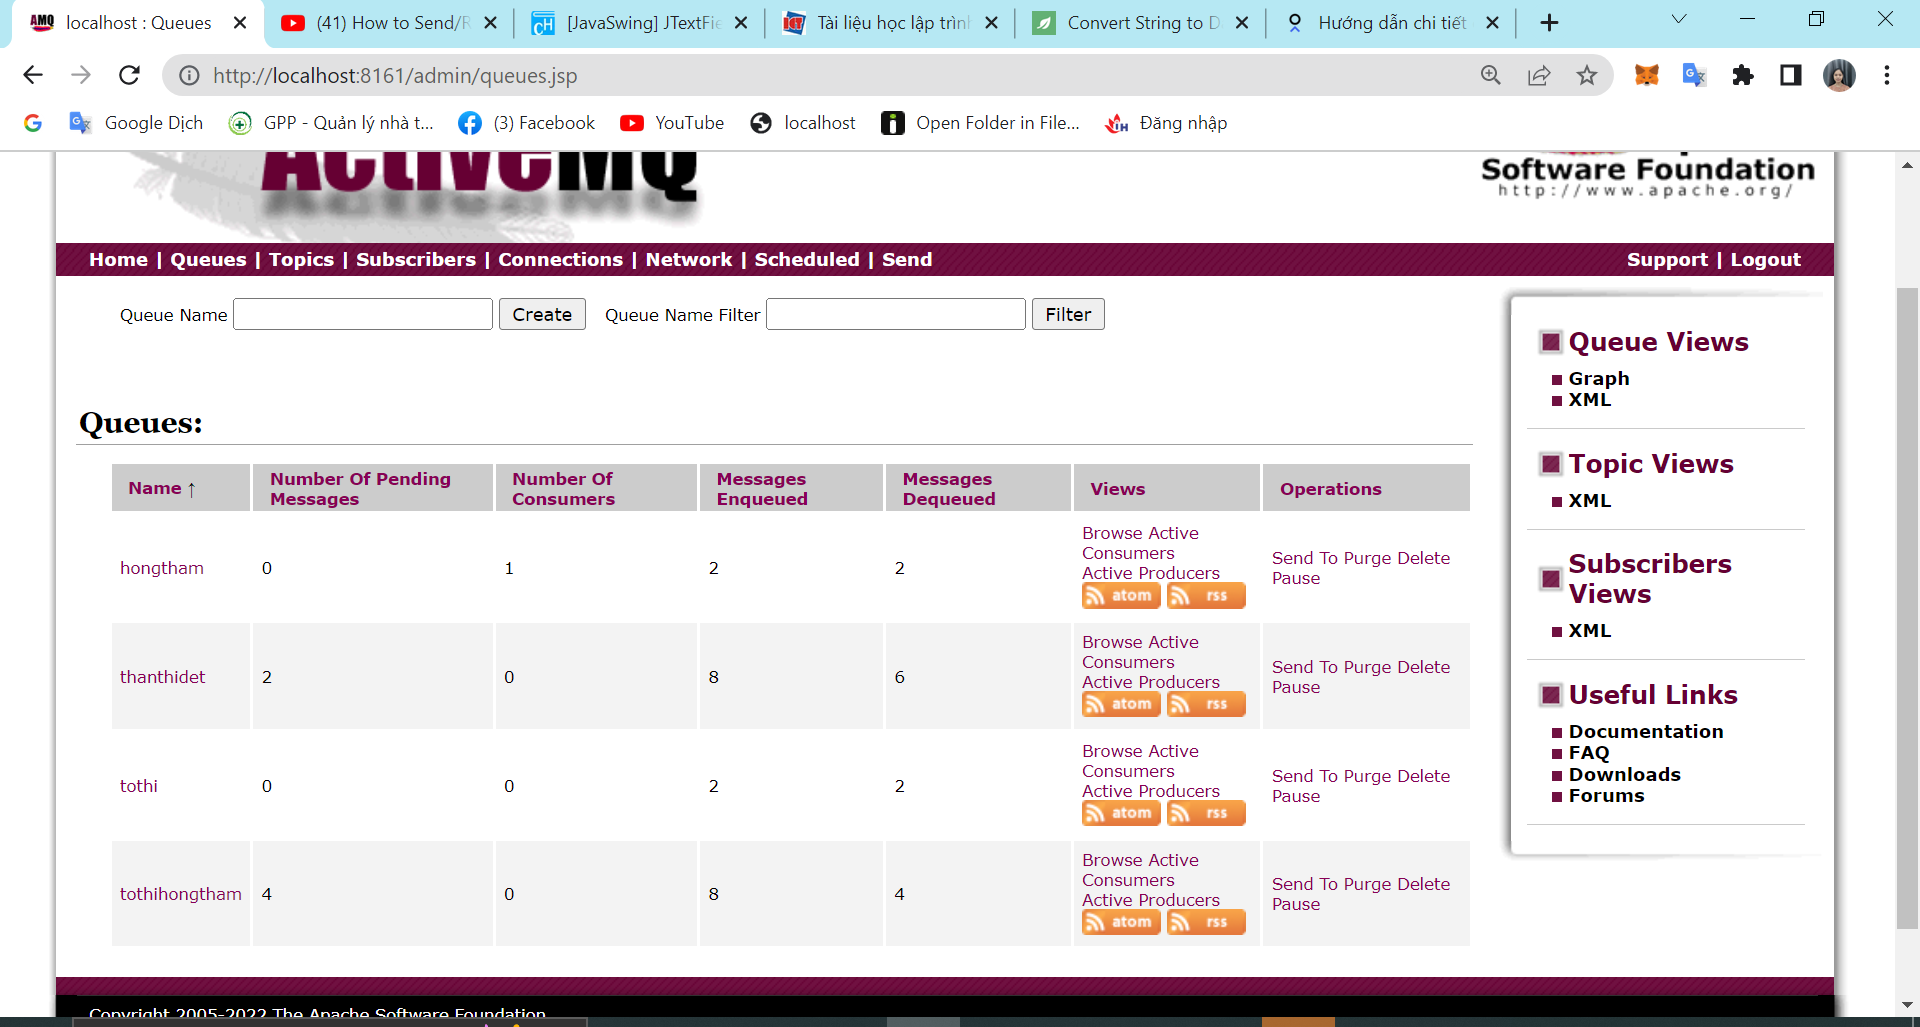 localhost : Queues
(41) How to Send/R
[JavaSwing] JTextFie
Tài liệu học lập trình
Convert String to D
Hướng dẫn chi tiết
http://localhost:8161/admin/queues.jsp
Google Dịch
GPP - Quản lý nhà t...
(3) Facebook
YouTube
localhost
Open Folder in File...
Đăng nhập
ActiveMQ
Software Foundation
http://www.apache.org/
Home | Queues | Topics | Subscribers | Connections | Network | Scheduled | Send
Support | Logout
Queue Name Create Queue Name Filter Filter
Queues:
Name ↑ Number Of Pending Messages Number Of Consumers Messages Enqueued Messages Dequeued Views Operations
hongtham 0 1 2 2
Browse Active
Consumers
Active Producers
atom rss
Send To Purge Delete
Pause
thanthidet 2 0 8 6
Browse Active
Consumers
Active Producers
atom rss
Send To Purge Delete
Pause
tothi 0 0 2 2
Browse Active
Consumers
Active Producers
atom rss
Send To Purge Delete
Pause
tothihongtham 4 0 8 4
Browse Active
Consumers
Active Producers
atom rss
Send To Purge Delete
Pause
Queue Views
Graph
XML
Topic Views
XML
Subscribers
Views
XML
Useful Links
Documentation
FAQ
Downloads
Forums
Copyright 2005-2022 The Apache Software Foundation